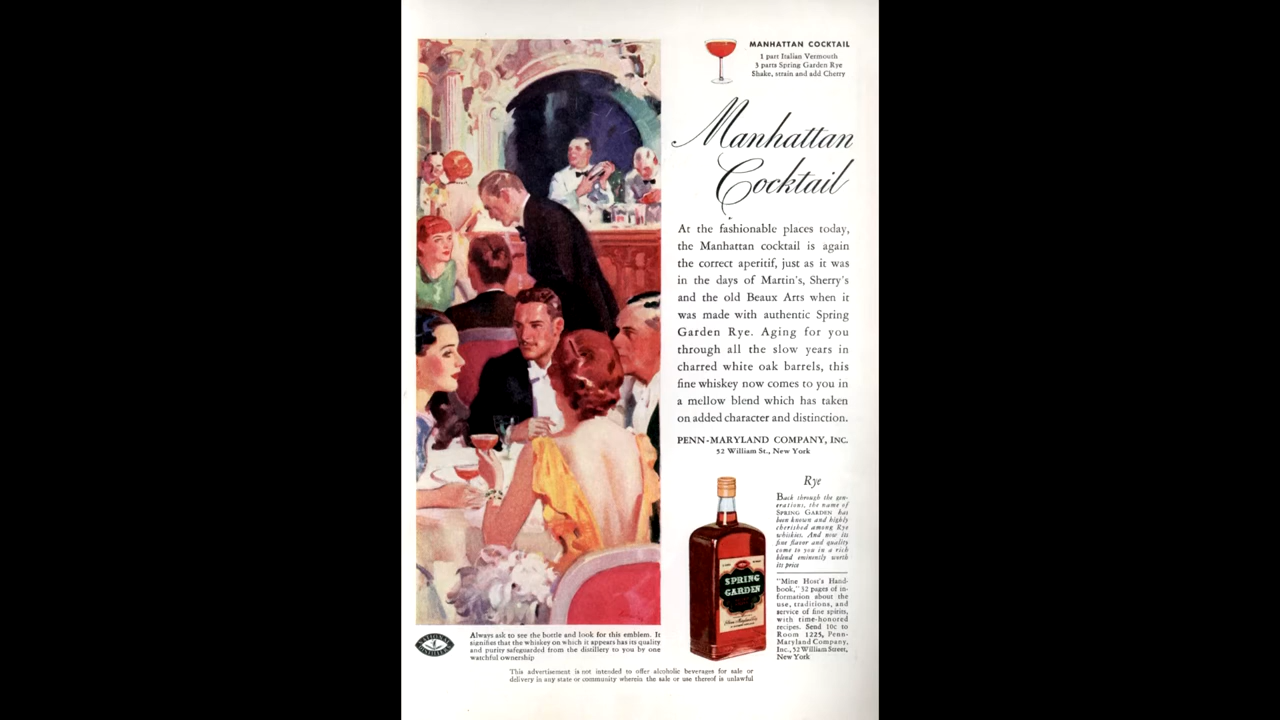 MANHATTAN COCKTAIL
1 part Italian Vermouth
3 parts Spring Garden Rye
Shake, strain and add Cherry
Manhattan
Cocktail
At the fashionable places today,
the Manhattan cocktail is again
the correct aperitif, just as it was
in the days of Martin's, Sherry's
and the old Beaux Arts when it
was made with authentic Spring
Garden Rye. Aging for you
through all the slow years in
charred white oak barrels, this
fine whiskey now comes to you in
a mellow blend which has taken
on added character and distinction.
PENN-MARYLAND COMPANY, INC.
52 William St., New York
Rye
Back through the gen-
erations, the name of
SPRING GARDEN has
been known and highly
cherished among Rye
whiskies. And now its
fine flavor and quality
come to you in a rich
blend eminently worth
its price
"Mine Host's Hand-
book," 32 pages of in-
formation about the
use, traditions, and
service of fine spirits,
with time-honored
recipes. Send 10c to
Room 1225, Penn-
Maryland Company,
Inc., 52 William Street,
New York
SPRING
GARDEN
NATIONAL
DISTILLERS
Always ask to see the bottle and look for this emblem. It
signifies that the whiskey on which it appears has its quality
and purity safeguarded from the distillery to you by one
watchful ownership
This advertisement is not intended to offer alcoholic beverages for sale or
delivery in any state or community wherein the sale or use thereof is unlawful